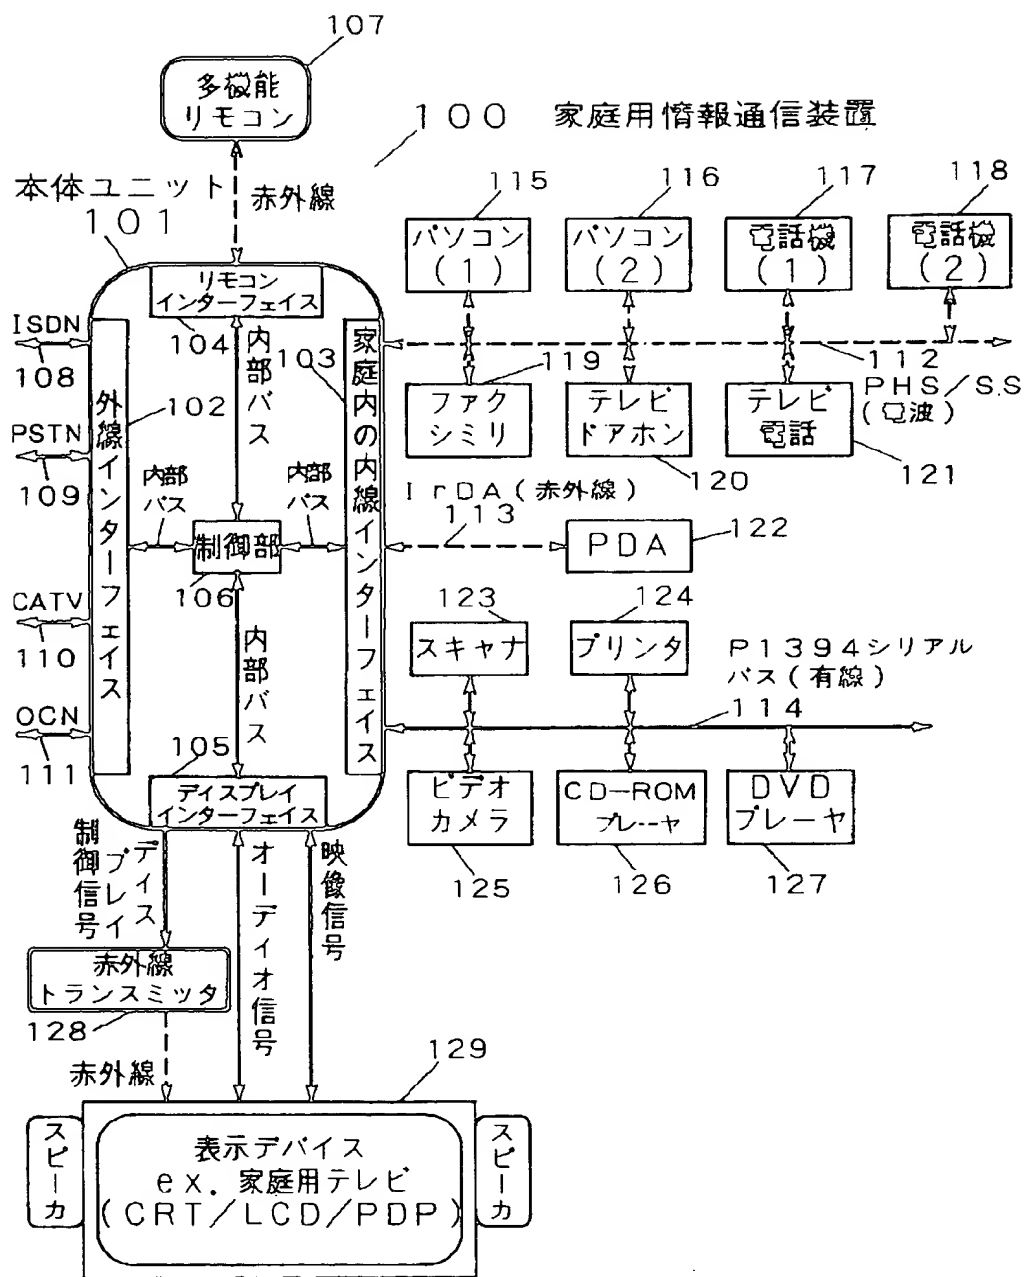 107
多機能
リモコン
100 家庭用情報通信装置
本体ユニット
101
赤外線
115
116
117
118
パソコン
(1)
パソコン
(2)
電話機
(1)
電話機
(2)
リモコン
インターフェイス
104
ISDN
108
102
103
内部バス
家庭内の内線インターフェイス
外線インターフェイス
119
112
PHS/SS
(電波)
ファク
シミリ
テレビ
ドアホン
テレビ
電話
120
121
PSTN
109
内部
バス
内部
バス
IrDA(赤外線)
113
制御部
106
PDA
122
CATV
110
123
124
スキャナ
プリンタ
P1394シリアル
バス(有線)
114
内部バス
OCN
111
105
ディスプレイ
インターフェイス
ビデオ
カメラ
CD-ROM
プレーヤ
DVD
プレーヤ
125
126
127
ディスプレイ
制御信号
オーディオ信号
映像信号
赤外線
トランスミッタ
128
赤外線
129
スピーカ
表示デバイス
ex. 家庭用テレビ
(CRT/LCD/PDP)
スピーカ